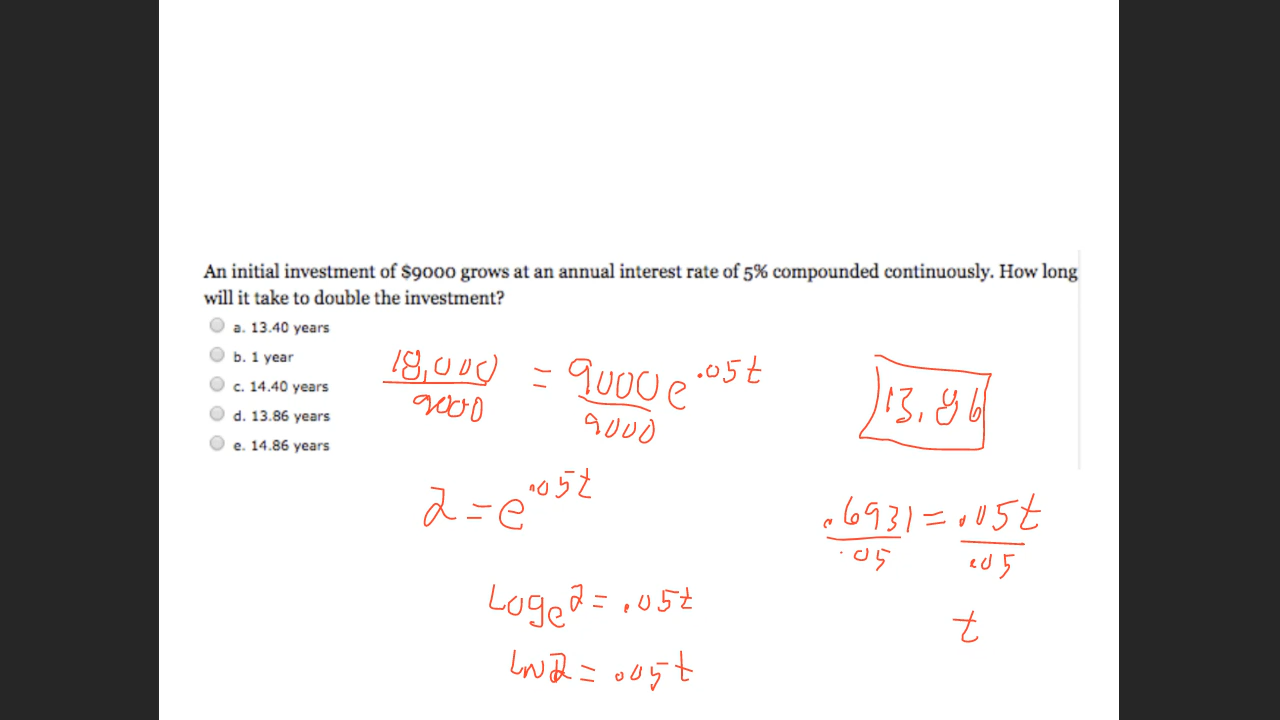 An initial investment of $9000 grows at an annual interest rate of 5% compounded continuously. How long
will it take to double the investment?
a. 13.40 years
b. 1 year
c. 14.40 years
d. 13.86 years
e. 14.86 years
18,000 = 9000e^.05t
9000 9000
13.86
2 = e^.05t
.6931 = .05t
.05 .05
Log_e 2 = .05t
t
LN2 = .05t